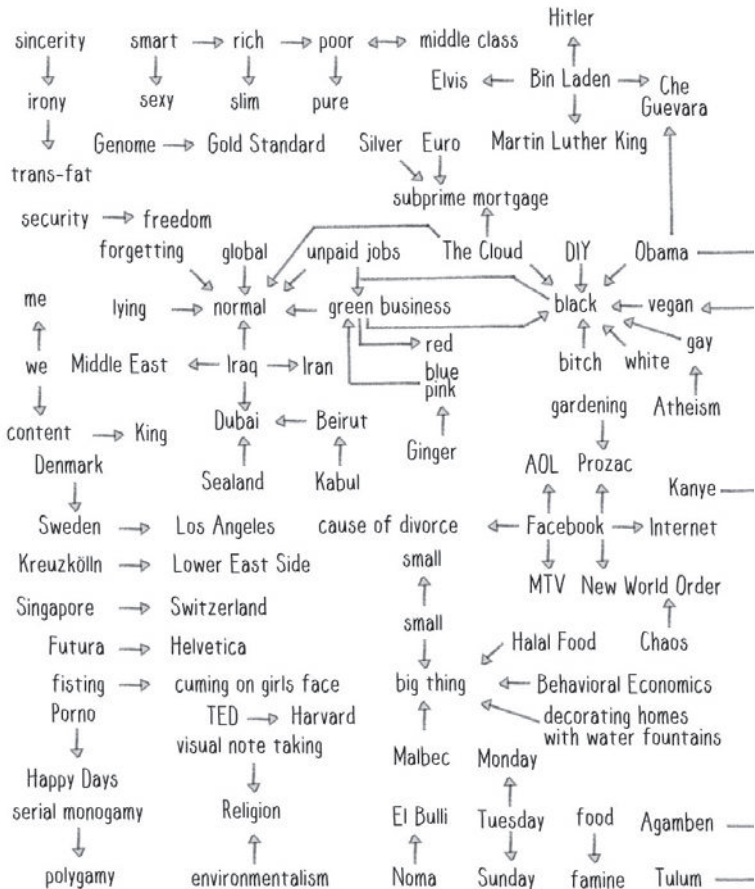 Hitler
sincerity smart rich poor middle class
Elvis Bin Laden Che
Guevara
irony sexy slim pure
Genome Gold Standard Silver Euro Martin Luther King
trans-fat
subprime mortgage
security freedom
forgetting global unpaid jobs The Cloud DIY Obama
me lying normal green business black vegan
red gay
we Middle East Iraq Iran blue bitch white
pink
gardening Atheism
content King Dubai Beirut
Denmark Ginger
AOL Prozac
Sealand Kabul Kanye
Sweden Los Angeles cause of divorce Facebook Internet
Kreuzkölln Lower East Side small
MTV New World Order
Singapore Switzerland
small
Futura Helvetica Halal Food Chaos
fisting cuming on girls face big thing Behavioral Economics
Porno TED Harvard decorating homes
with water fountains
visual note taking
Malbec Monday
Happy Days
serial monogamy Religion El Bulli Tuesday food Agamben
polygamy environmentalism Noma Sunday famine Tulum